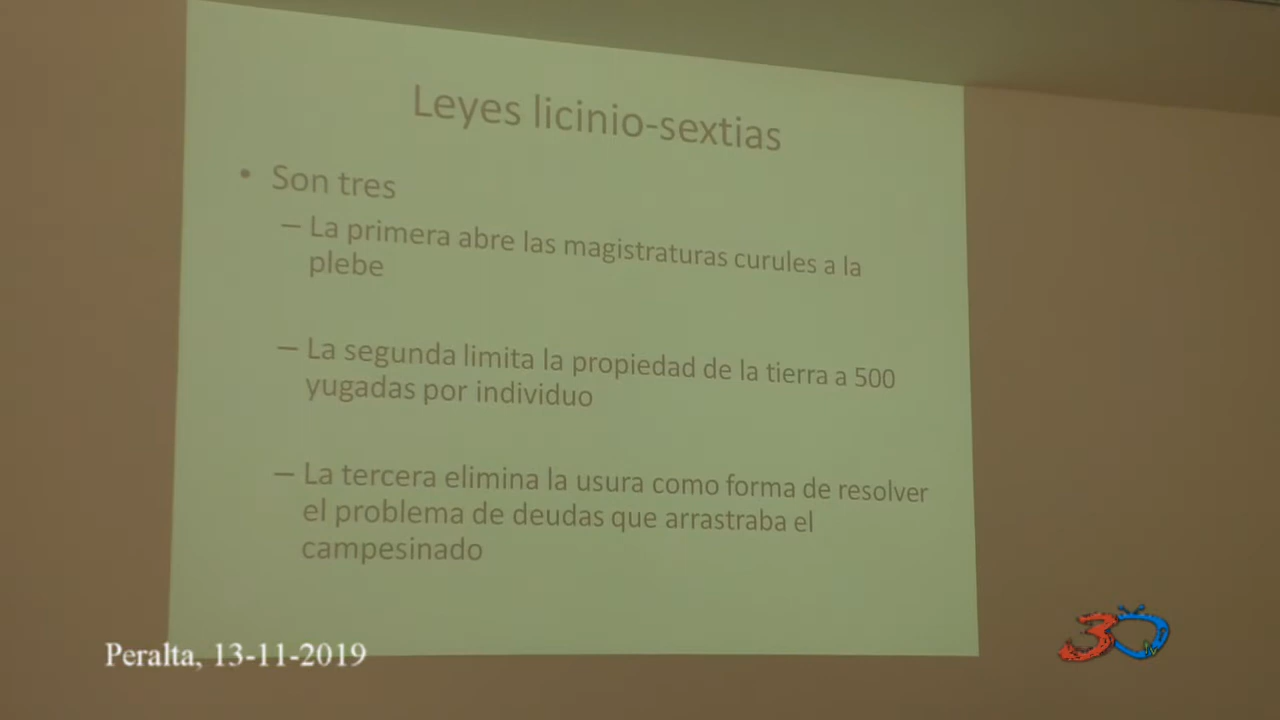 Leyes licinio-sextias
• Son tres
– La primera abre las magistraturas curules a la
plebe
– La segunda limita la propiedad de la tierra a 500
yugadas por individuo
– La tercera elimina la usura como forma de resolver
el problema de deudas que arrastraba el
campesinado
Peralta, 13-11-2019
30
tv